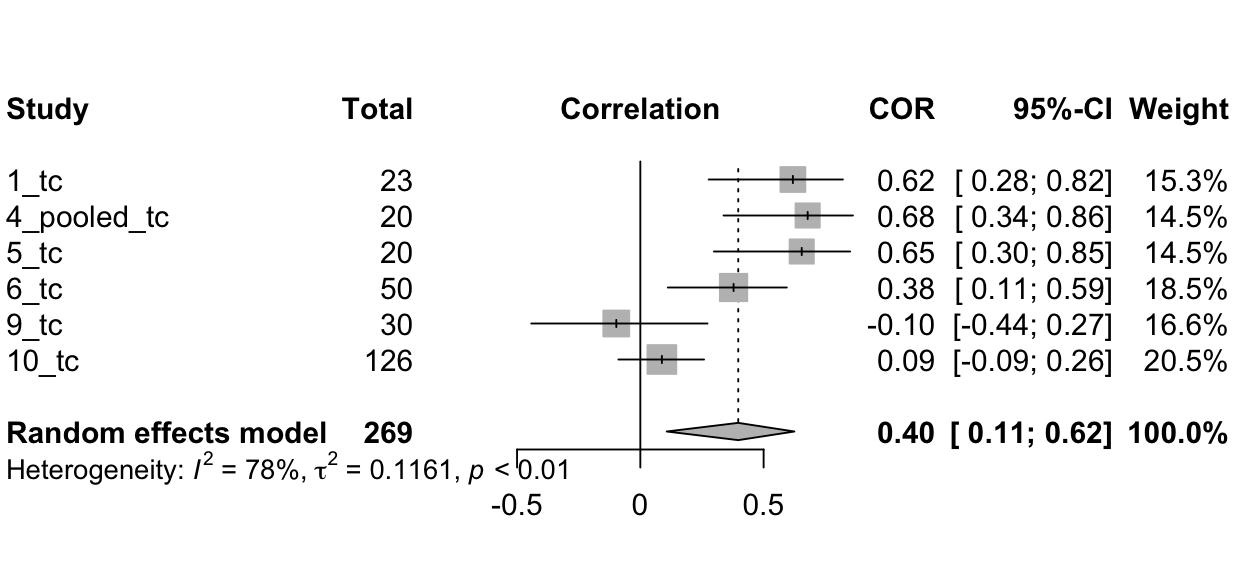 Study Total Correlation COR 95%-CI Weight
1_tc 23 0.62 [ 0.28; 0.82] 15.3%
4_pooled_tc 20 0.68 [ 0.34; 0.86] 14.5%
5_tc 20 0.65 [ 0.30; 0.85] 14.5%
6_tc 50 0.38 [ 0.11; 0.59] 18.5%
9_tc 30 -0.10 [-0.44; 0.27] 16.6%
10_tc 126 0.09 [-0.09; 0.26] 20.5%
Random effects model 269 0.40 [ 0.11; 0.62] 100.0%
Heterogeneity: I² = 78%, τ² = 0.1161, p < 0.01
-0.5 0 0.5